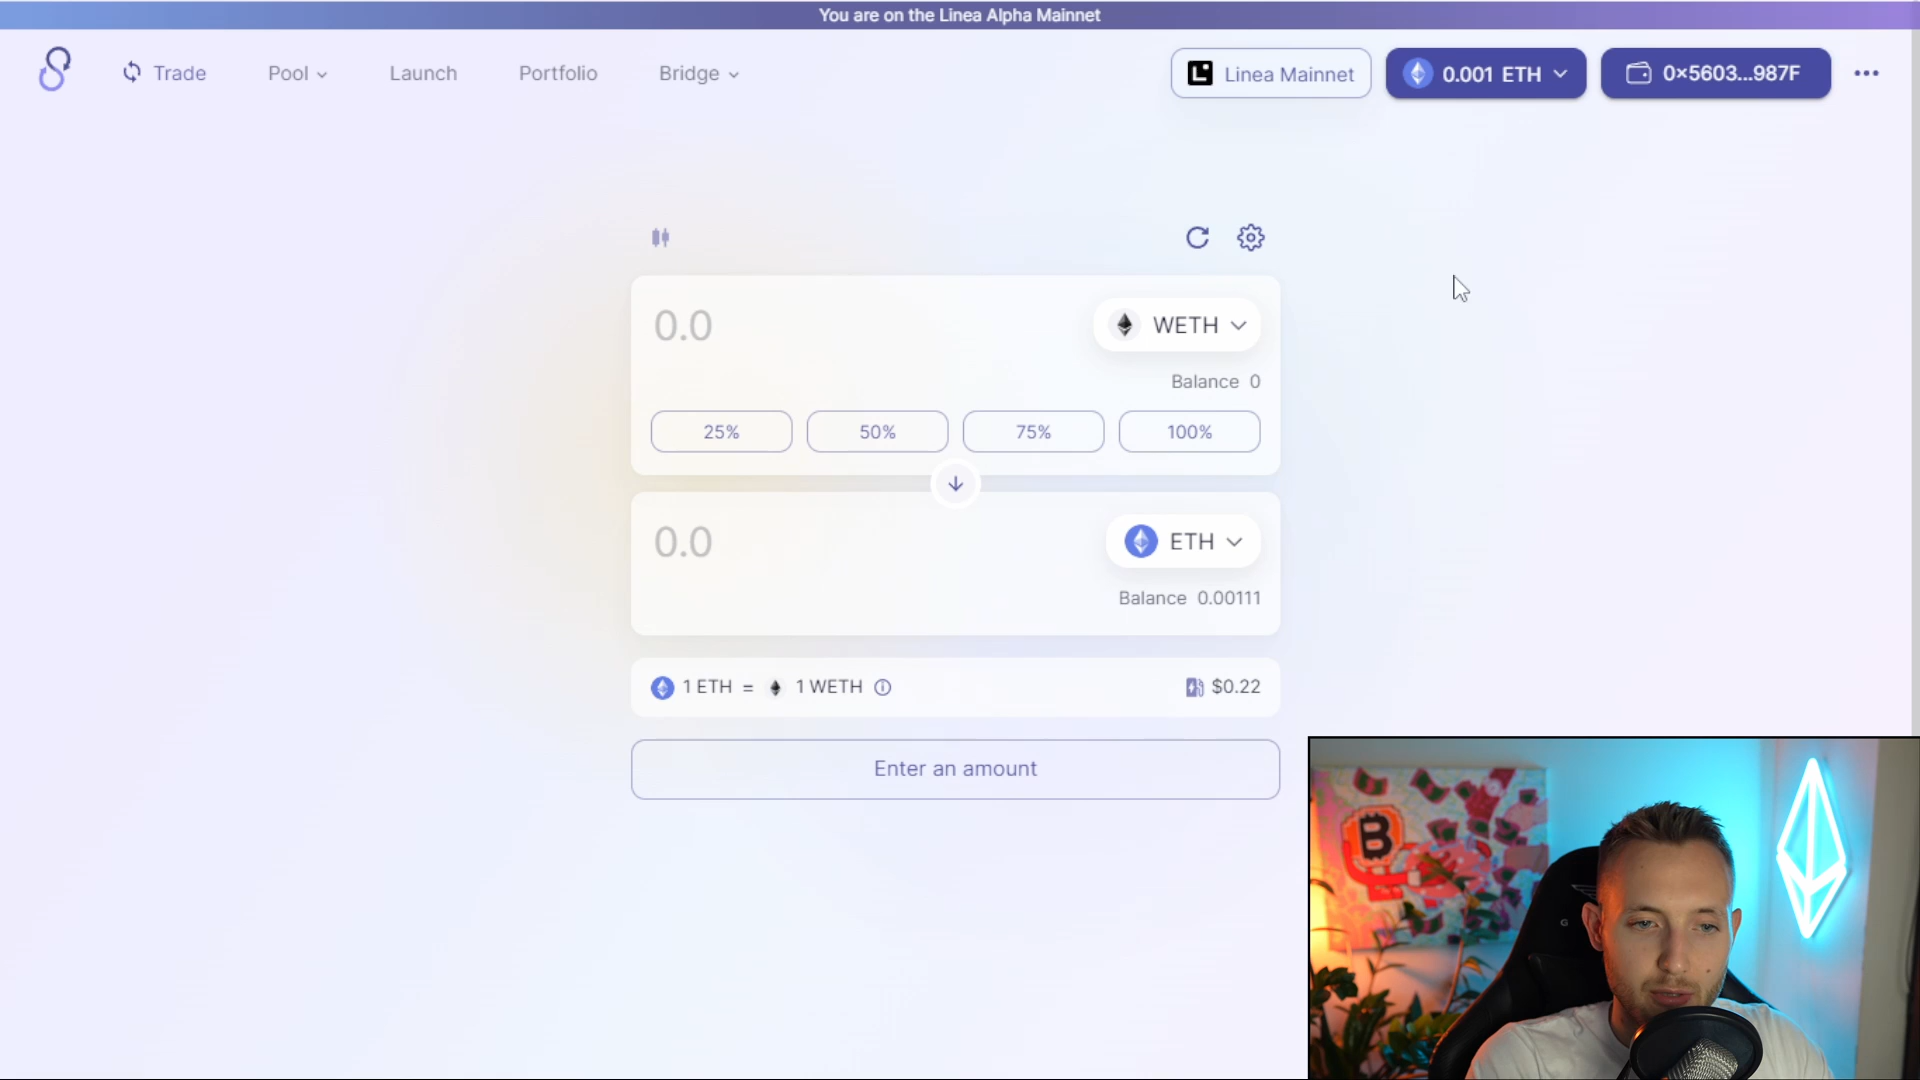 You are on the Linea Alpha Mainnet
Trade
Pool
Launch
Portfolio
Bridge
Linea Mainnet
0.001 ETH
0×5603...987F
0.0
WETH
Balance 0
25%
50%
75%
100%
0.0
ETH
Balance 0.00111
1 ETH = 1 WETH
$0.22
Enter an amount
B